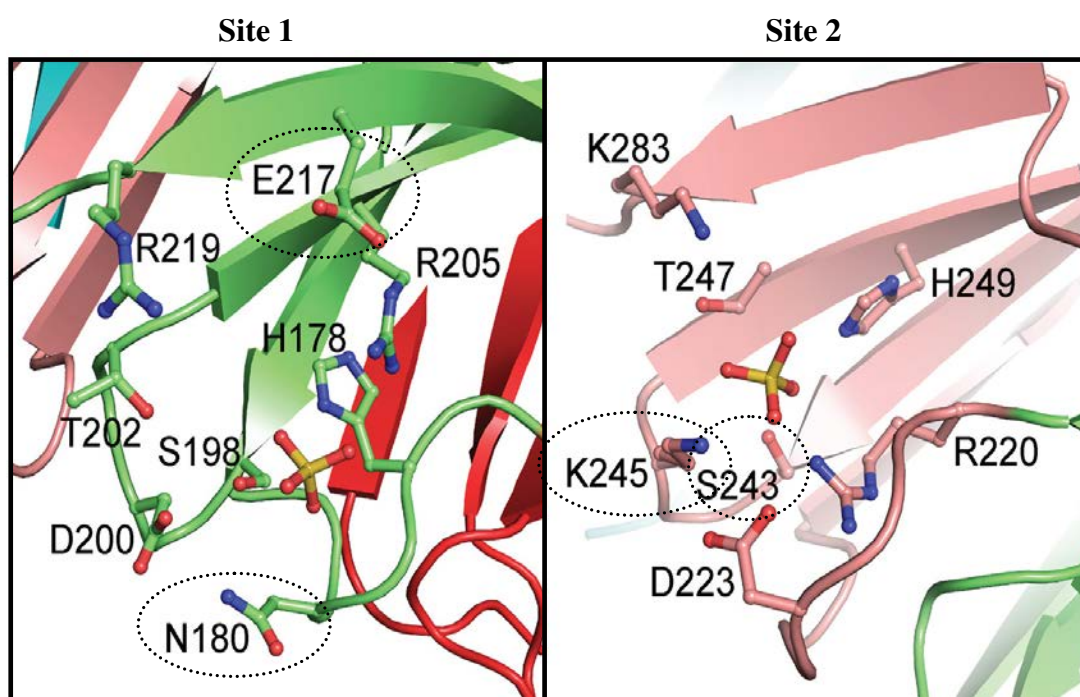 Site 1
Site 2
E217
R219
R205
H178
T202
S198
D200
N180
K283
T247
H249
K245
S243
R220
D223